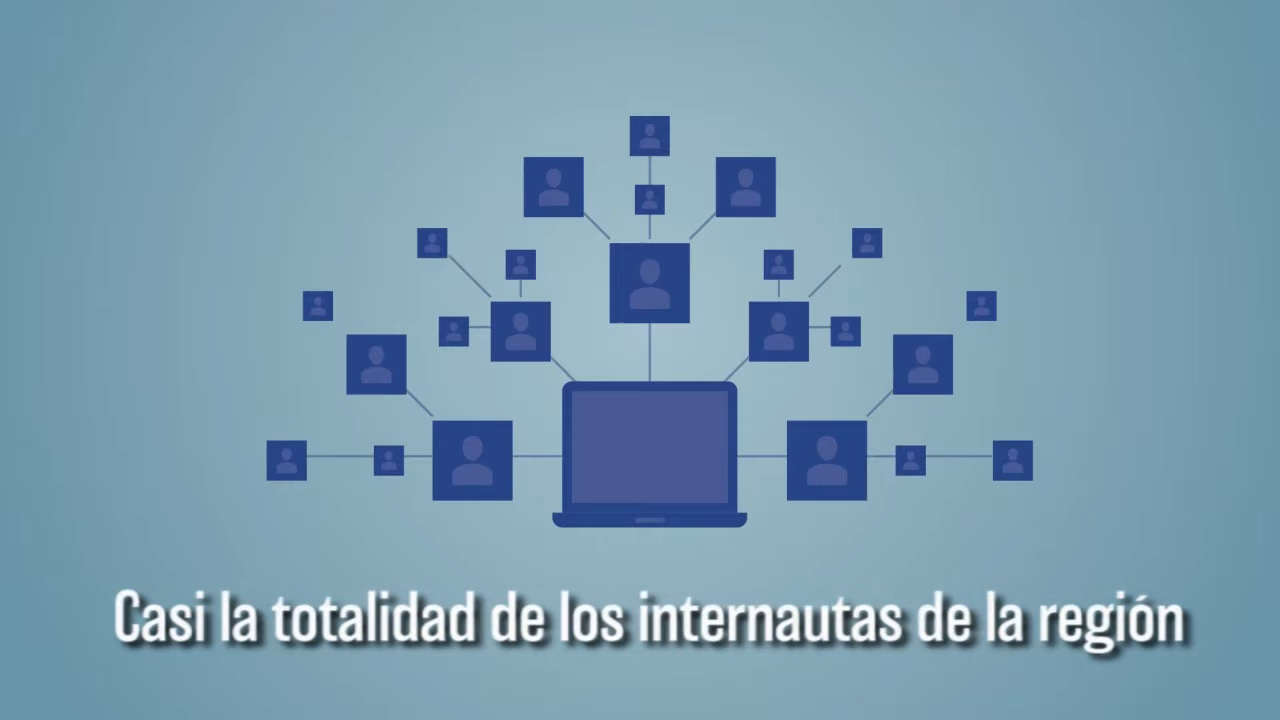 Casi la totalidad de los internautas de la región